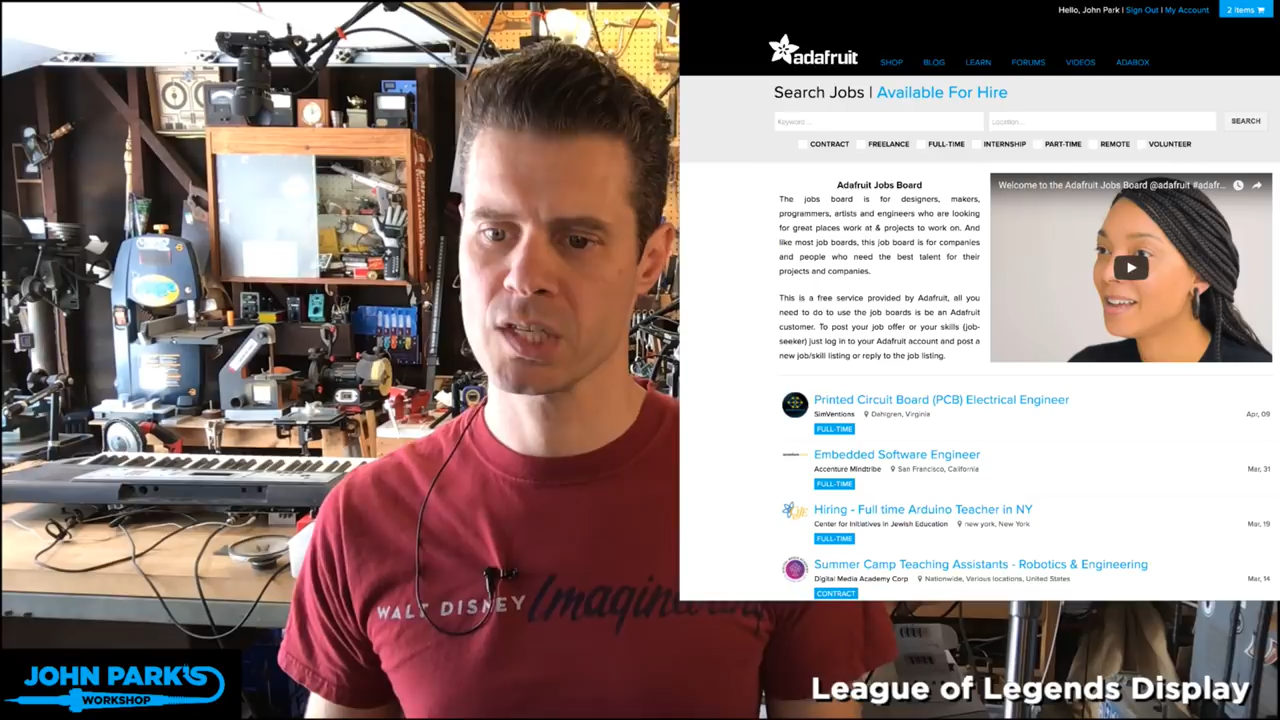 Hello, John Park | Sign Out | My Account
2 Items
adafruit
SHOP BLOG LEARN FORUMS VIDEOS ADABOX
Search Jobs | Available For Hire
Keyword ...
Location...
SEARCH
CONTRACT FREELANCE FULL-TIME INTERNSHIP PART-TIME REMOTE VOLUNTEER
Adafruit Jobs Board
The jobs board is for designers, makers,
programmers, artists and engineers who are looking
for great places work at & projects to work on. And
like most job boards, this job board is for companies
and people who need the best talent for their
projects and companies.
This is a free service provided by Adafruit, all you
need to do to use the job boards is be an Adafruit
customer. To post your job offer or your skills (job-
seeker) just log in to your Adafruit account and post a
new job/skill listing or reply to the job listing.
Welcome to the Adafruit Jobs Board @adafruit #adafr...
Printed Circuit Board (PCB) Electrical Engineer
SimVentions Dahlgren, Virginia
Apr, 09
FULL-TIME
Embedded Software Engineer
Accenture Mindtribe San Francisco, California
Mar, 31
FULL-TIME
Hiring - Full time Arduino Teacher in NY
Center for Initiatives in Jewish Education new york, New York
Mar, 19
FULL-TIME
Summer Camp Teaching Assistants - Robotics & Engineering
Digital Media Academy Corp Nationwide, Various locations, United States
Mar, 14
CONTRACT
WALT DISNEY Imagineering
JOHN PARK'S
WORKSHOP
League of Legends Display